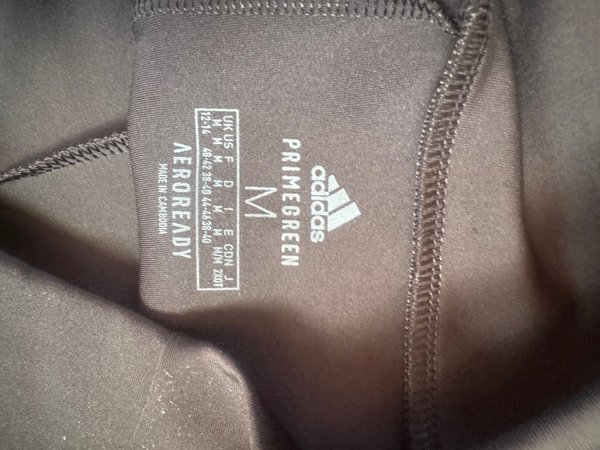 adidas
PRIMEGREEN
M
UK US F D I E CDN J
M M M M M M M/M 2XOT
12-14 40-42 38-40 44-46 38-40
AEROREADY
MADE IN CAMBODIA